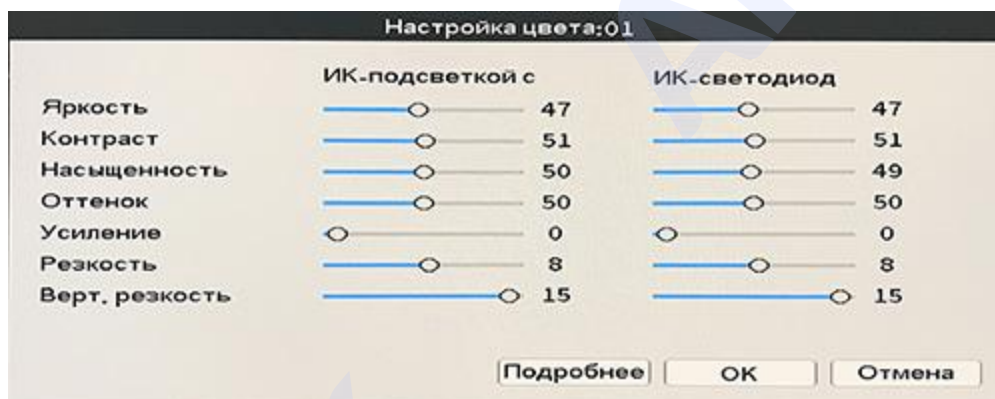 Настройка цвета:01
ИК-подсветкой с ИК-светодиод
Яркость 47 47
Контраст 51 51
Насыщенность 50 49
Оттенок 50 50
Усиление 0 0
Резкость 8 8
Верт. резкость 15 15
Подробнее ОК Отмена